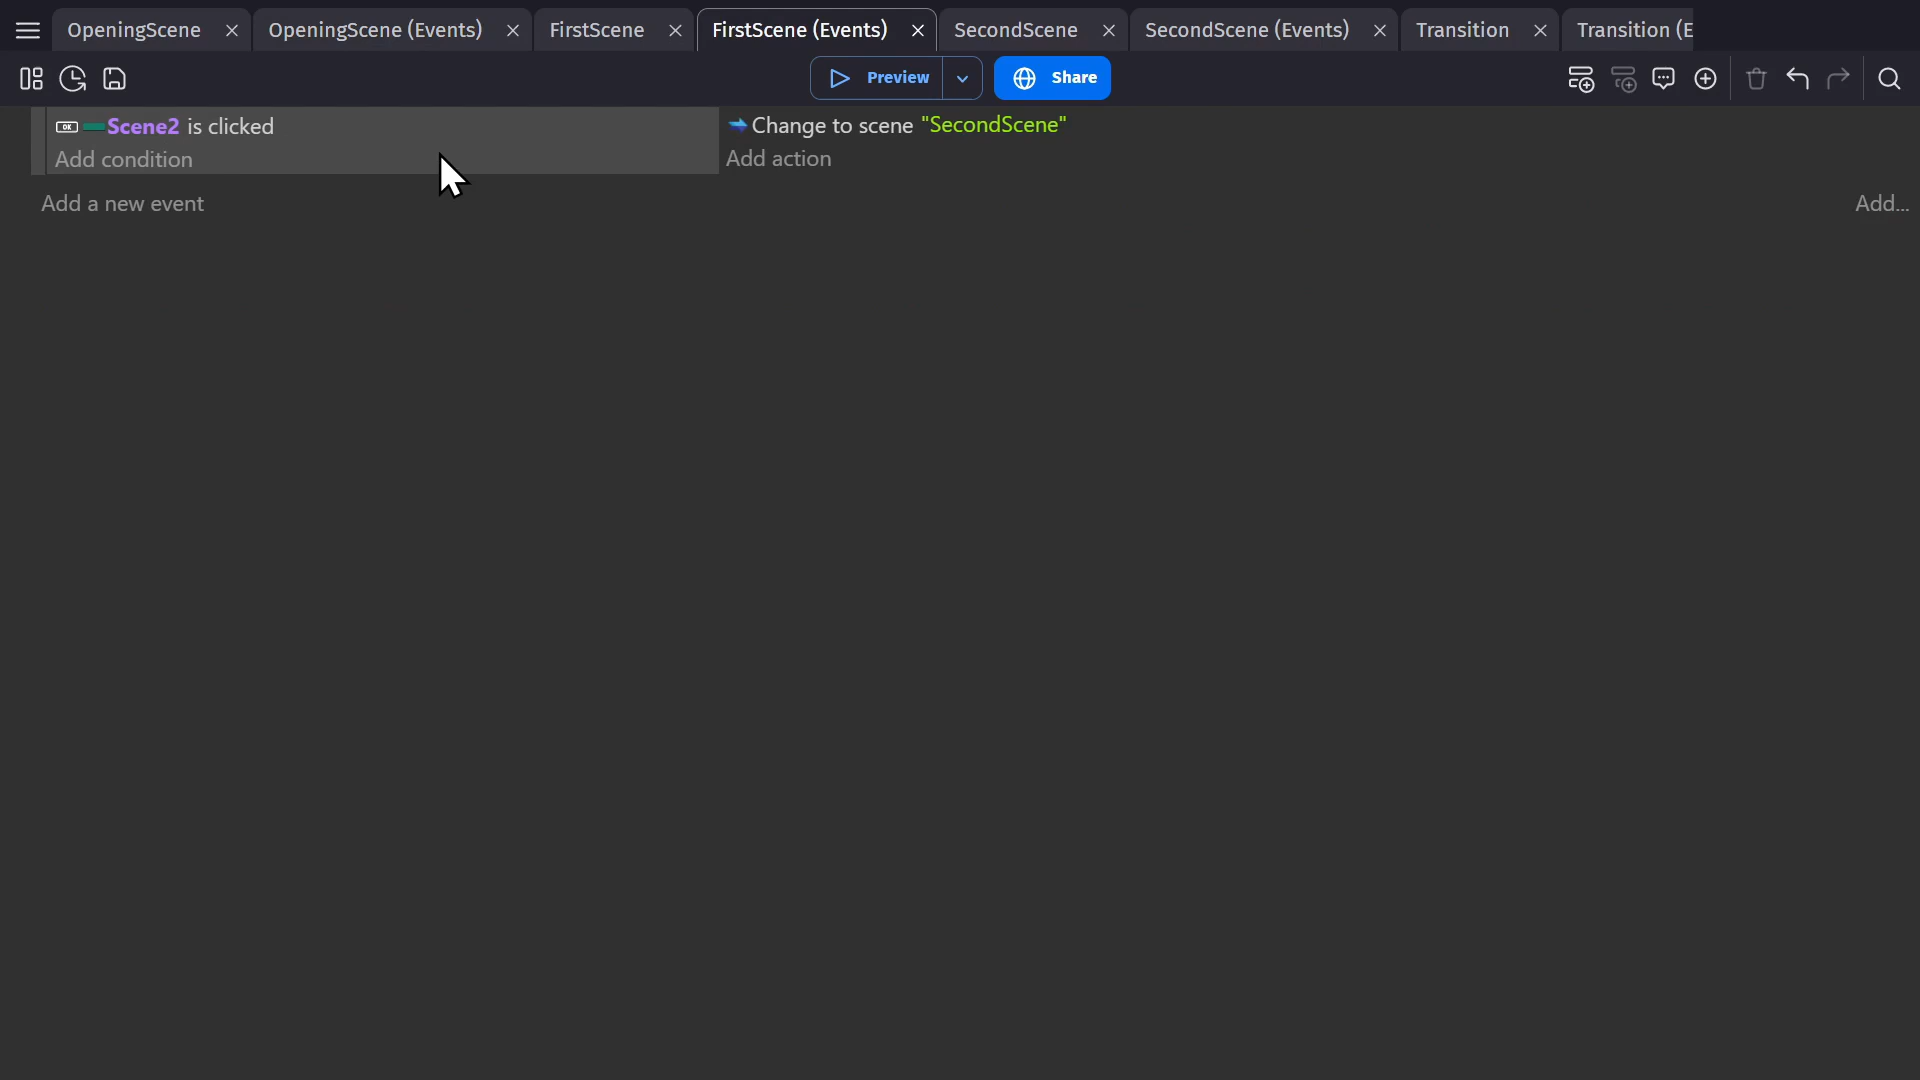 OpeningScene OpeningScene (Events) FirstScene FirstScene (Events) SecondScene SecondScene (Events) Transition Transition (E
Preview Share
OK Scene2 is clicked Change to scene "SecondScene"
Add condition Add action
Add a new event Add...